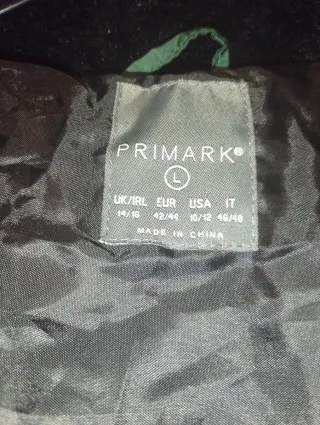 PRIMARK®
L
UK/IRL EUR USA IT
14/16 42/44 10/12 46/48
MADE IN CHINA